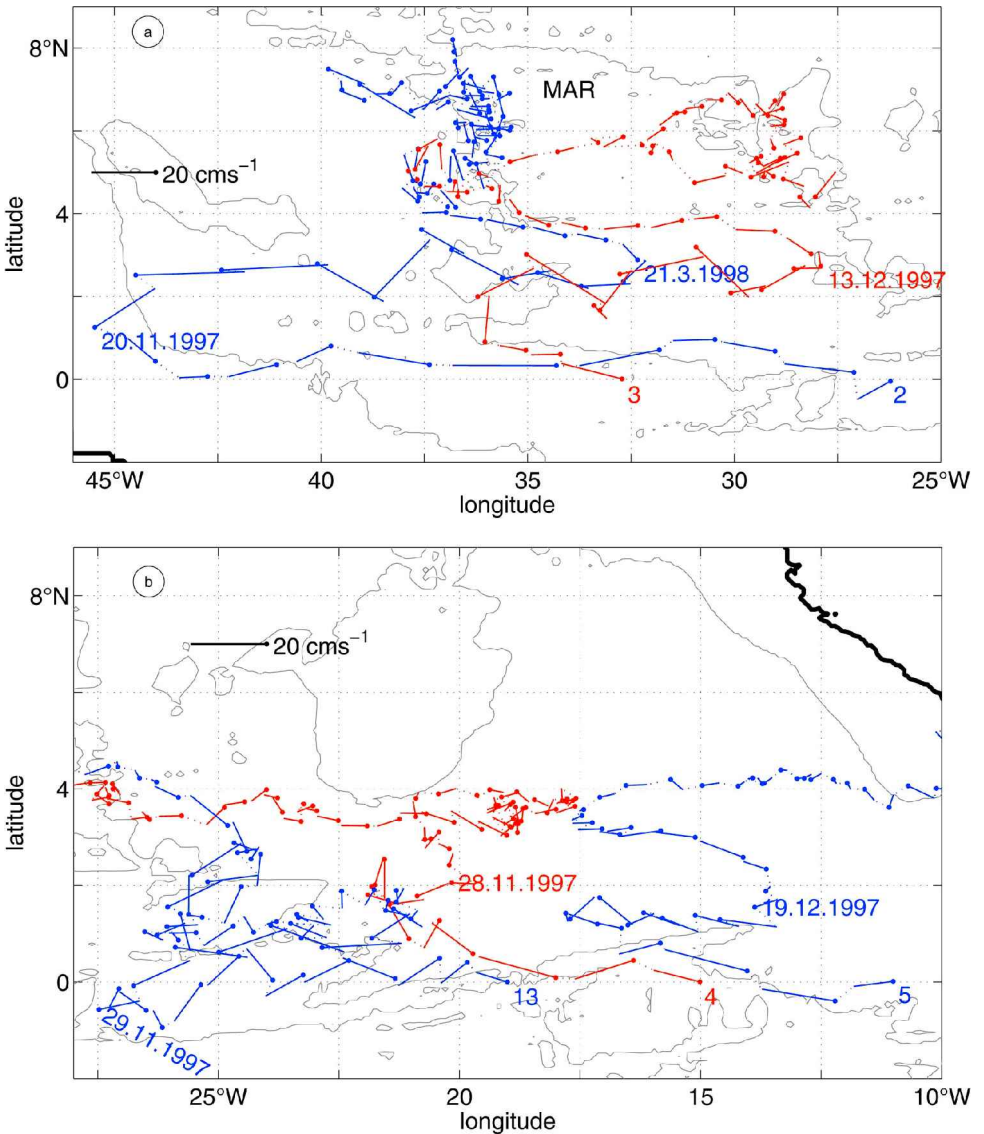 a
8°N
MAR
20 cms⁻¹
4
latitude
21.3.1998
13.12.1997
20.11.1997
0
3
2
45°W
40
35
30
25°W
longitude
b
8°N
20 cms⁻¹
4
latitude
28.11.1997
19.12.1997
0
13
4
5
29.11.1997
25°W
20
15
10°W
longitude